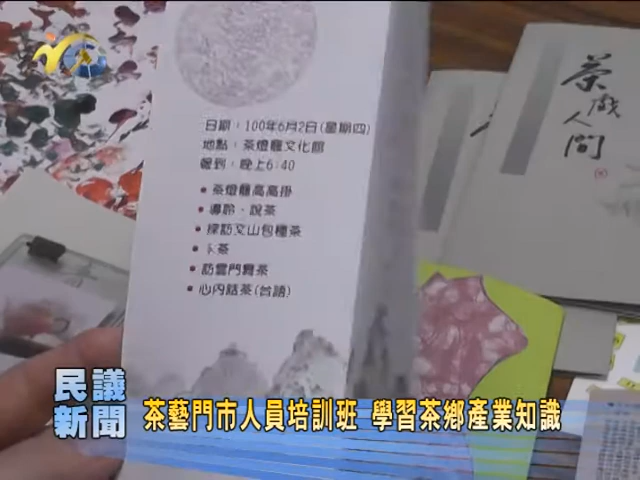 日期：100年6月2日(星期四)
地點：茶燈龕文化館
報到：晚上6:40
• 茶燈龕高高掛
• 導聆、說茶
• 探訪文山包種茶
• 卜茶
• 訪雲門賣茶
• 心內話茶(台語)
茶戲人間
民議新聞
茶藝門市人員培訓班 學習茶鄉產業知識